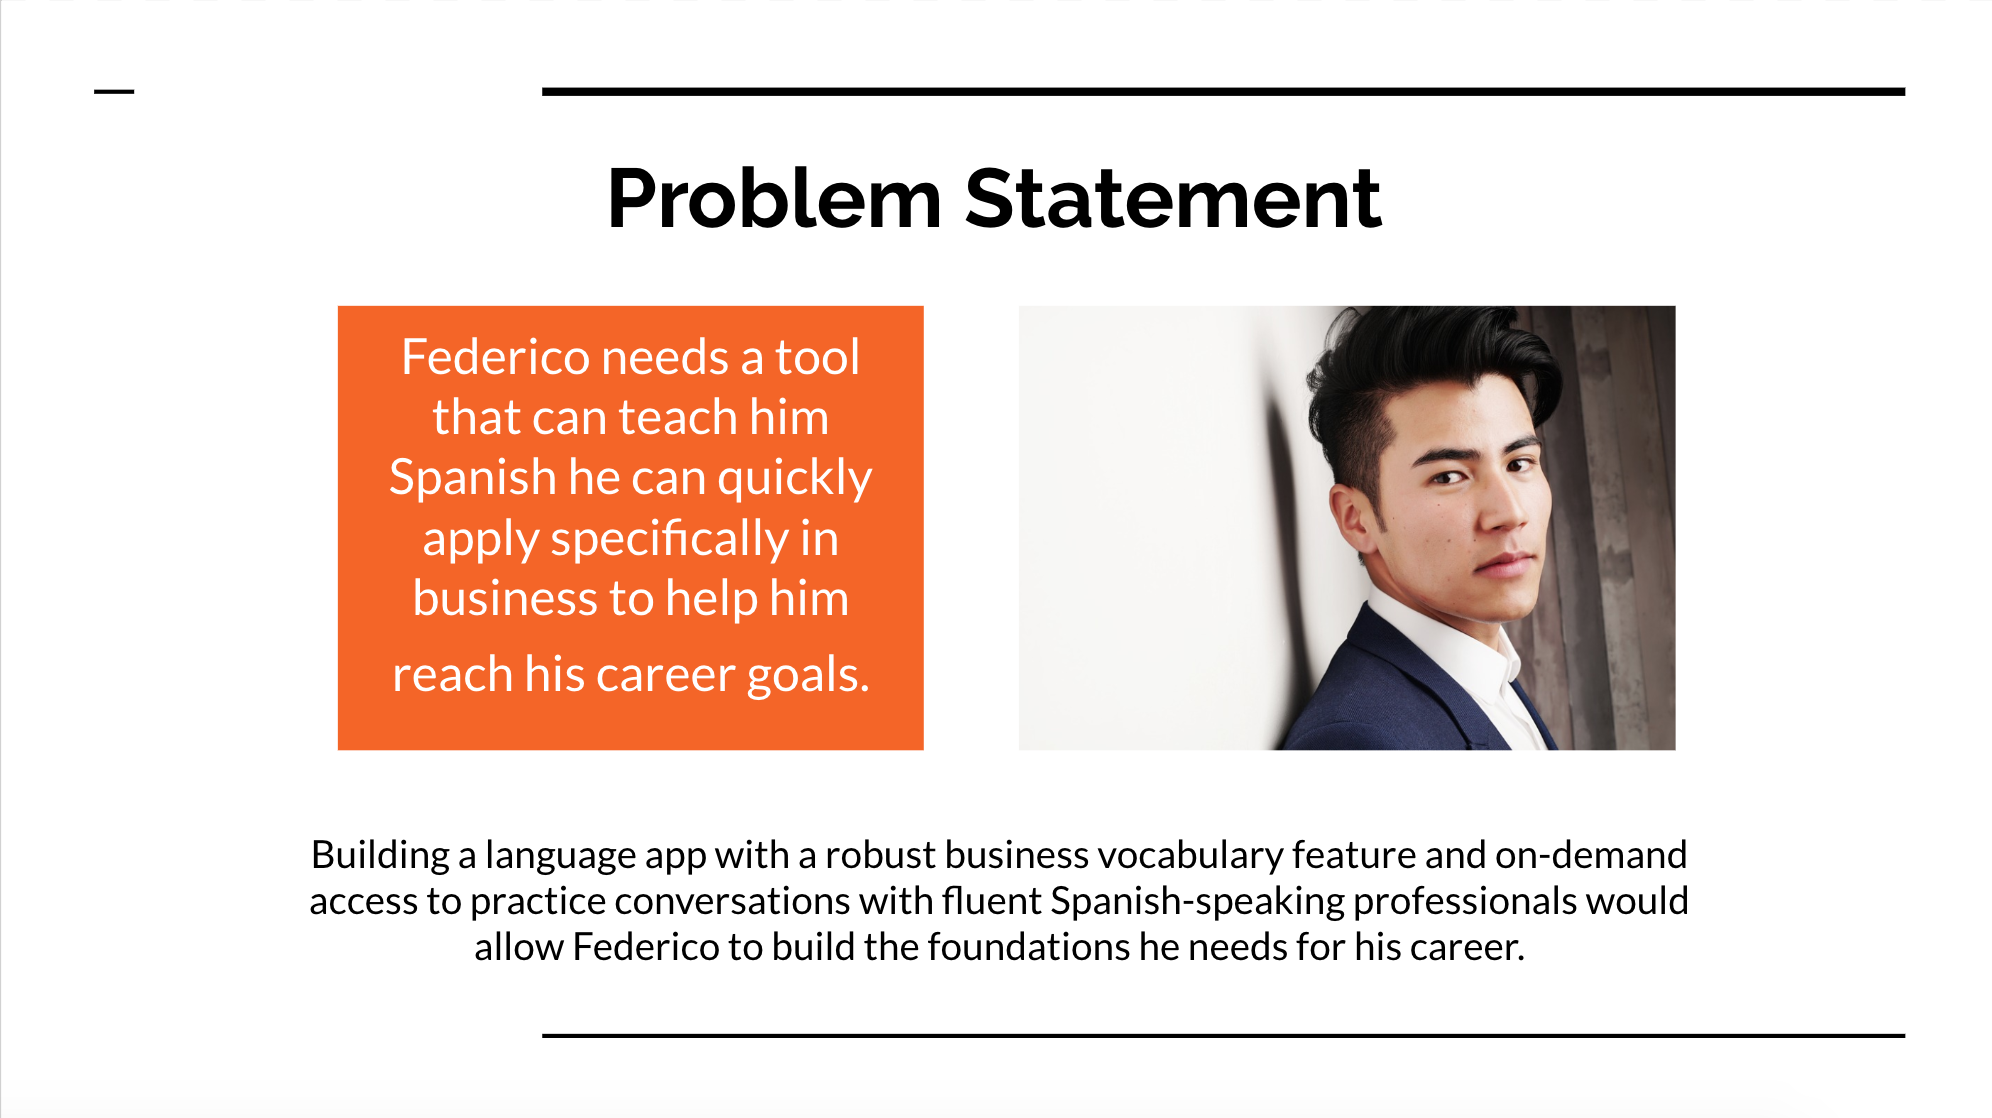 Problem Statement
Federico needs a tool
that can teach him
Spanish he can quickly
apply specifically in
business to help him
reach his career goals.
Building a language app with a robust business vocabulary feature and on-demand
access to practice conversations with fluent Spanish-speaking professionals would
allow Federico to build the foundations he needs for his career.